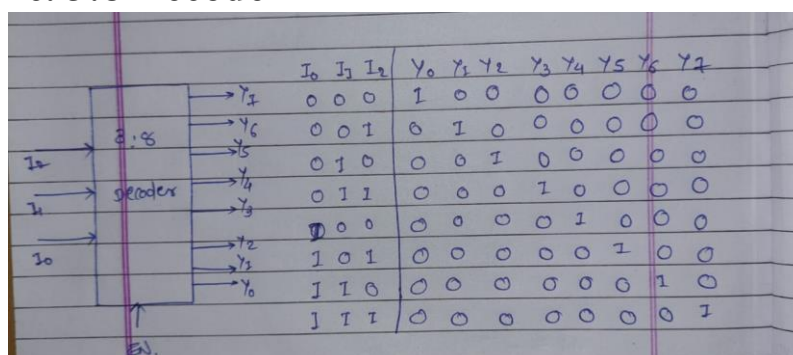 I0 I1 I2 Y0 Y1 Y2 Y3 Y4 Y5 Y6 Y7
0 0 0 1 0 0 0 0 0 0 0
0 0 1 0 1 0 0 0 0 0 0
0 1 0 0 0 1 0 0 0 0 0
0 1 1 0 0 0 1 0 0 0 0
1 0 0 0 0 0 0 1 0 0 0
1 0 1 0 0 0 0 0 1 0 0
1 1 0 0 0 0 0 0 0 1 0
1 1 1 0 0 0 0 0 0 0 1
3:8
Decoder
I2
I1
I0
Y7
Y6
Y5
Y4
Y3
Y2
Y1
Y0
EN.